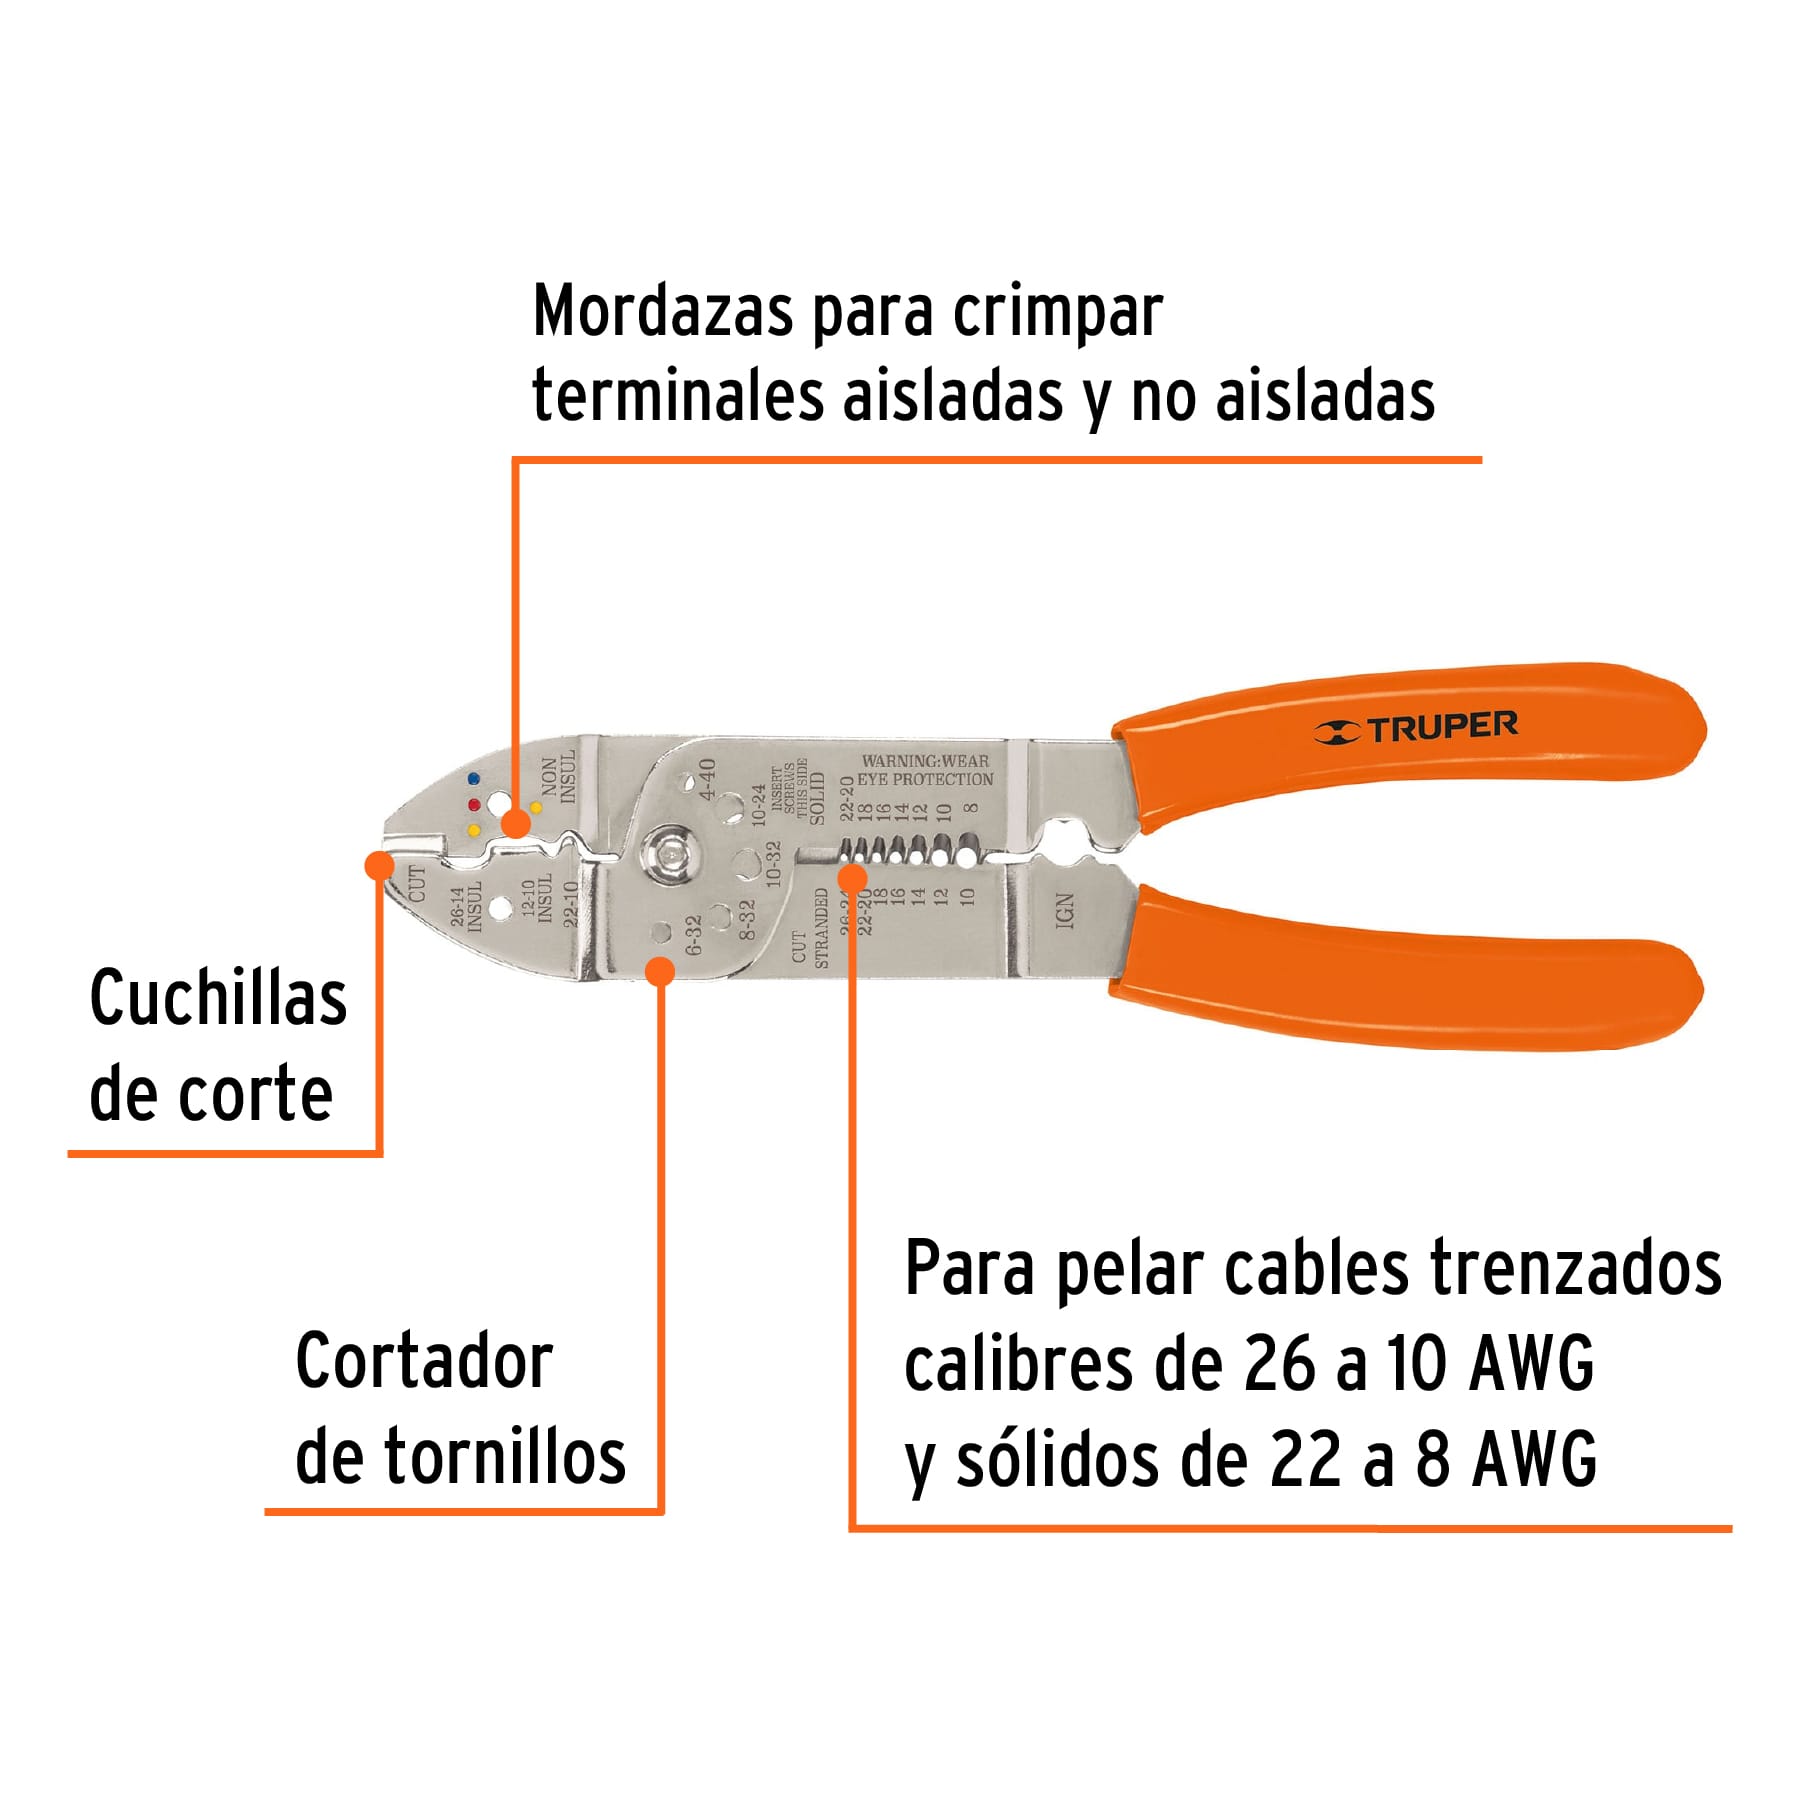 Mordazas para crimpar
terminales aisladas y no aisladas
TRUPER
NON
INSUL
4-40
10-24
INSERT
SCREWS
THIS SIDE
SOLID
WARNING:WEAR
EYE PROTECTION
22-20
18
16
14
12
10
8
10-32
CUT
26-14
INSUL
12-10
INSUL
22-10
6-32
8-32
CUT
STRANDED
22-20
18
16
14
12
10
IGN
Cuchillas
de corte
Cortador
de tornillos
Para pelar cables trenzados
calibres de 26 a 10 AWG
y sólidos de 22 a 8 AWG